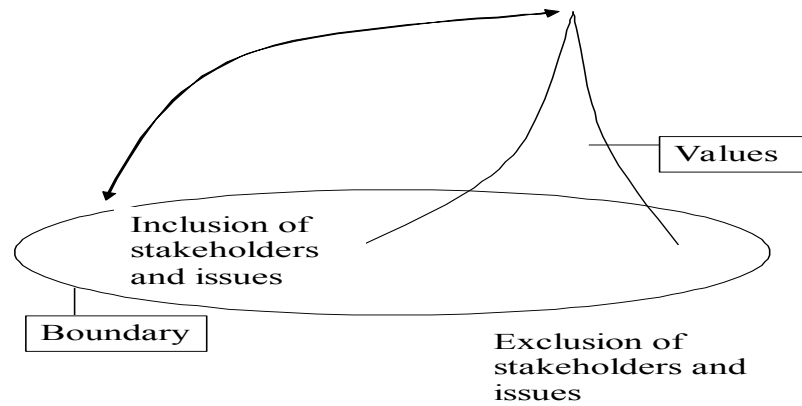 Values
Inclusion of
stakeholders
and issues
Boundary
Exclusion of
stakeholders and
issues